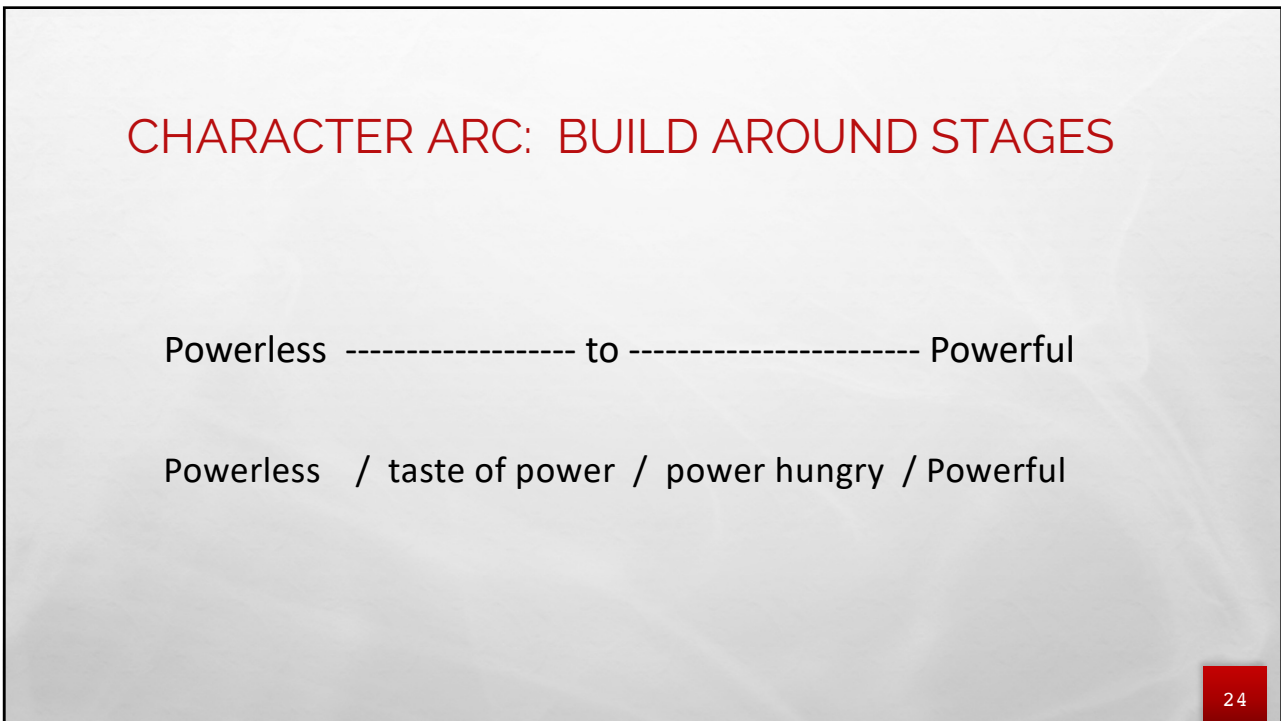 CHARACTER ARC:  BUILD AROUND STAGES
Powerless  ------------------- to ------------------------ Powerful
Powerless   /  taste of power  /  power hungry  / Powerful
24